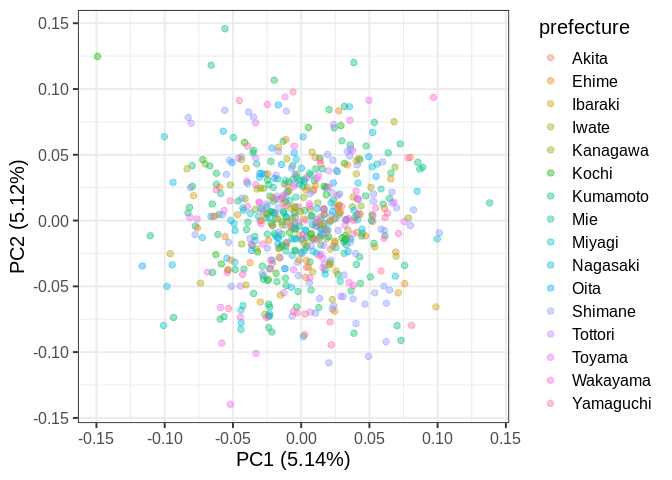 0.15
0.10
0.05
0.00
-0.05
-0.10
-0.15
PC2 (5.12%)
-0.15 -0.10 -0.05 0.00 0.05 0.10 0.15
PC1 (5.14%)
prefecture
Akita
Ehime
Ibaraki
Iwate
Kanagawa
Kochi
Kumamoto
Mie
Miyagi
Nagasaki
Oita
Shimane
Tottori
Toyama
Wakayama
Yamaguchi